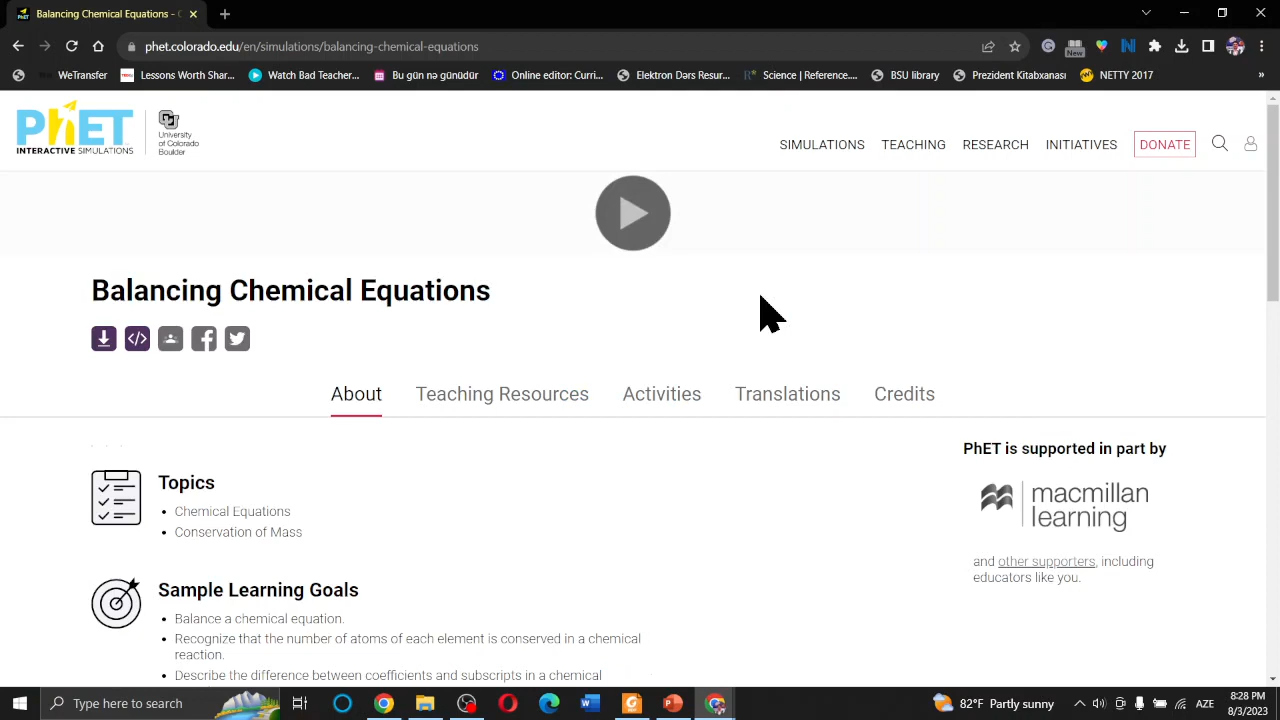 Balancing Chemical Equations -
phet.colorado.edu/en/simulations/balancing-chemical-equations
New
WeTransfer
Lessons Worth Shar...
Watch Bad Teacher...
Bu gün nə günüdür
Online enter: Curri...
Elektron Dərs Resur...
Science | Reference...
BSU library
Prezident Kitabxanası
NETTY 2017
»
PhET
INTERACTIVE SIMULATIONS
University
of Colorado
Boulder
SIMULATIONS TEACHING RESEARCH INITIATIVES DONATE
Balancing Chemical Equations
About Teaching Resources Activities Translations Credits
Topics
• Chemical Equations
• Conservation of Mass
Sample Learning Goals
• Balance a chemical equation.
• Recognize that the number of atoms of each element is conserved in a chemical
reaction.
• Describe the difference between coefficients and subscripts in a chemical
PhET is supported in part by
macmillan
learning
and other supporters, including
educators like you.
Type here to search
82°F Partly sunny
AZE
8:28 PM
8/3/2023